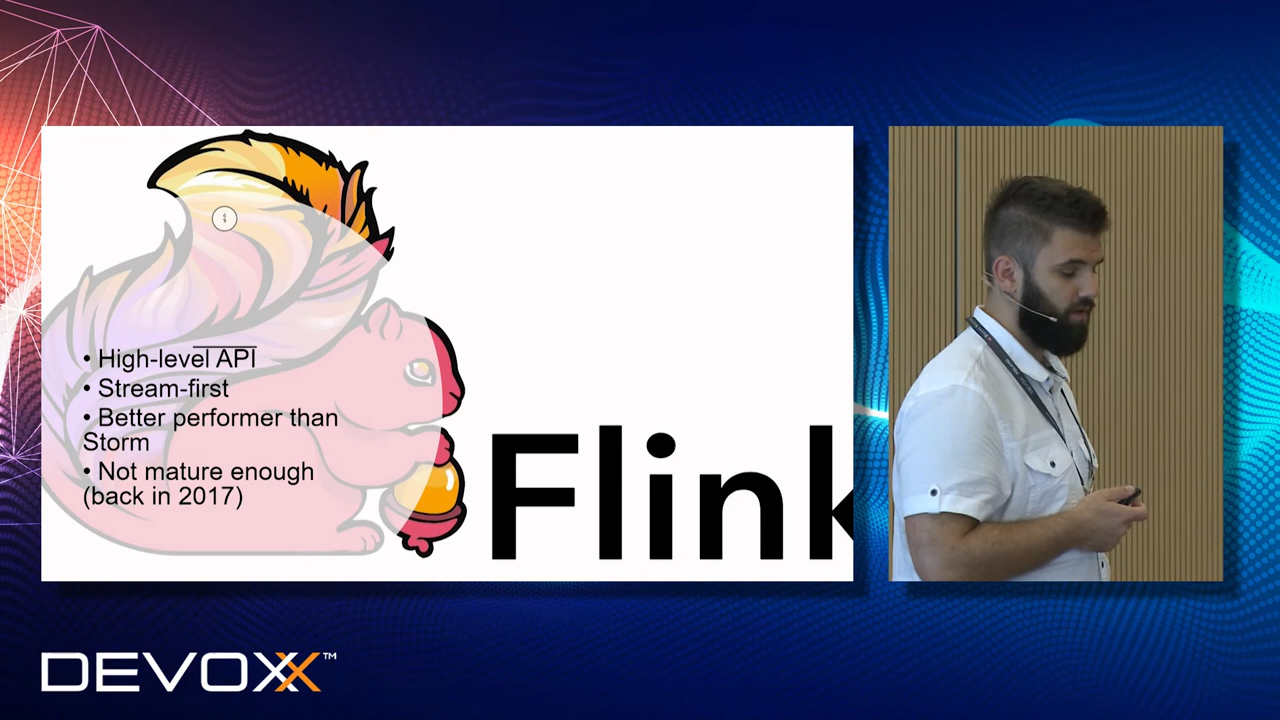 • High-level API
• Stream-first
• Better performer than
Storm
• Not mature enough
(back in 2017)
Flink
DEVOXX™